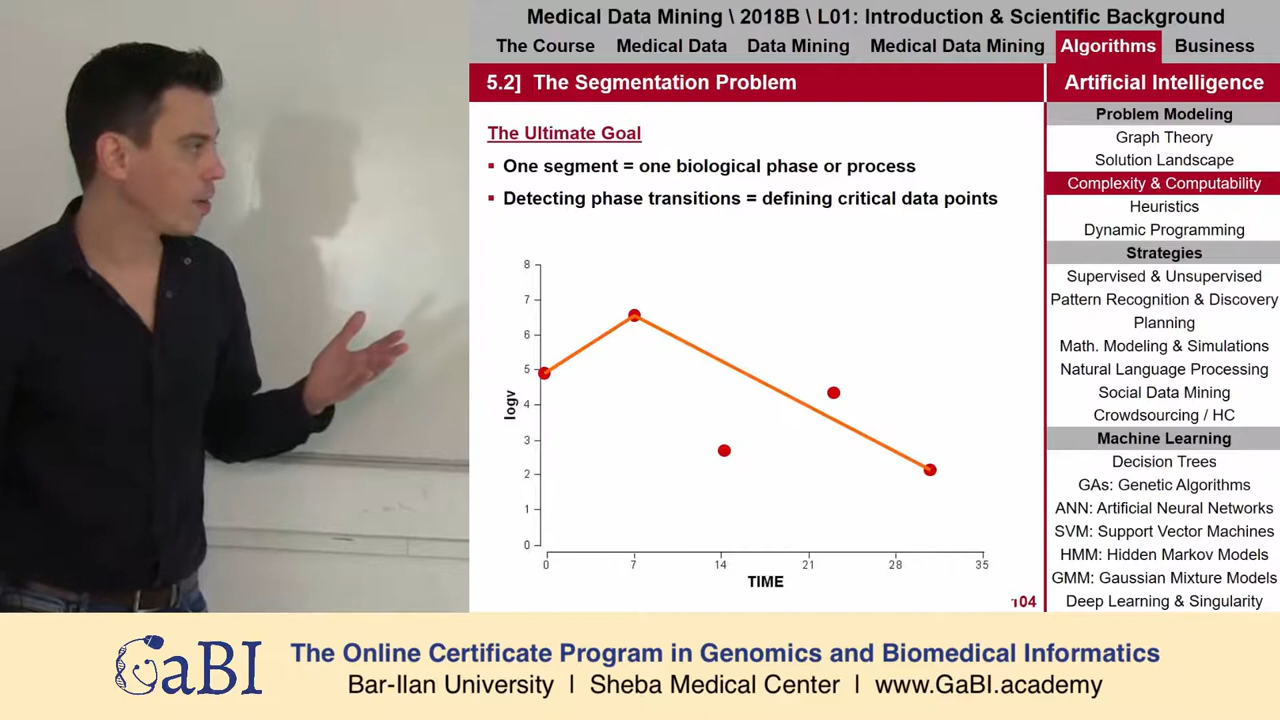 Medical Data Mining \ 2018B \ L01: Introduction & Scientific Background
The Course Medical Data Data Mining Medical Data Mining Algorithms Business
5.2] The Segmentation Problem
Artificial Intelligence
The Ultimate Goal
▪ One segment = one biological phase or process
▪ Detecting phase transitions = defining critical data points
8
7
6
5
4
3
2
1
0
logv
0 7 14 21 28 35
TIME
104
Problem Modeling
Graph Theory
Solution Landscape
Complexity & Computability
Heuristics
Dynamic Programming
Strategies
Supervised & Unsupervised
Pattern Recognition & Discovery
Planning
Math. Modeling & Simulations
Natural Language Processing
Social Data Mining
Crowdsourcing / HC
Machine Learning
Decision Trees
GAs: Genetic Algorithms
ANN: Artificial Neural Networks
SVM: Support Vector Machines
HMM: Hidden Markov Models
GMM: Gaussian Mixture Models
Deep Learning & Singularity
GaBI
The Online Certificate Program in Genomics and Biomedical Informatics
Bar-Ilan University | Sheba Medical Center | www.GaBI.academy